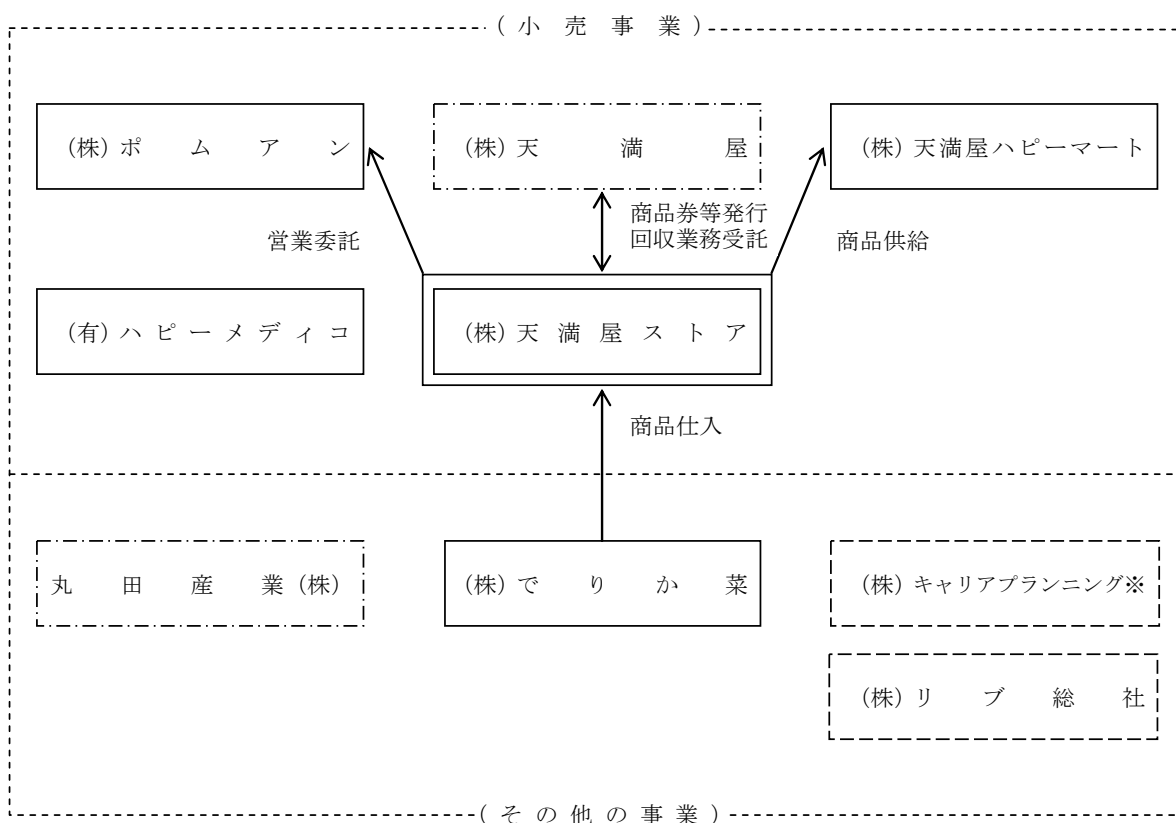 (小売事業)
(株)ポムアン
(株)天満屋
(株)天満屋ハピーマート
商品券等発行
回収業務受託
営業委託
商品供給
(有)ハピーメディコ
(株)天満屋ストア
商品仕入
丸田産業(株)
(株)でりか菜
(株)キャリアプランニング※
(株)リブ総社
(その他の事業)